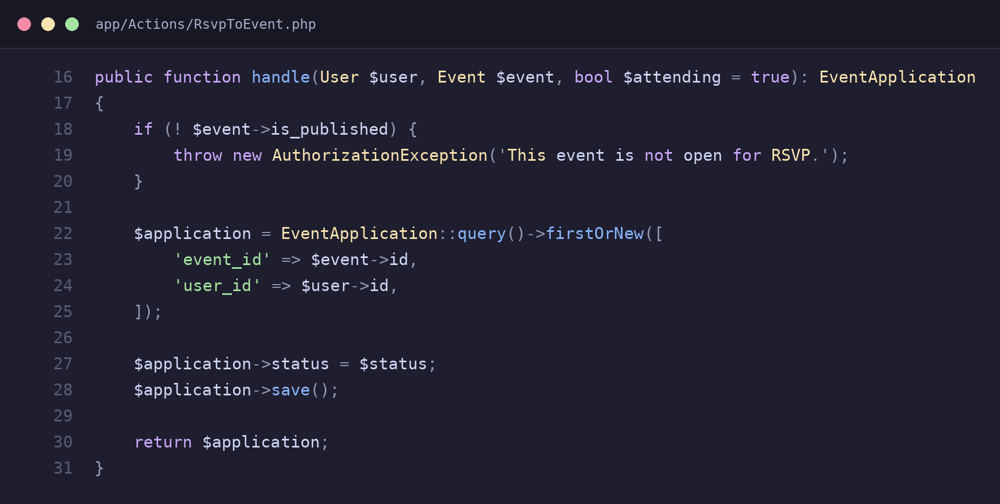 app/Actions/RsvpToEvent.php
16 public function handle(User $user, Event $event, bool $attending = true): EventApplication
17 {
18     if (! $event->is_published) {
19         throw new AuthorizationException('This event is not open for RSVP.');
20     }
21
22     $application = EventApplication::query()->firstOrNew([
23         'event_id' => $event->id,
24         'user_id' => $user->id,
25     ]);
26
27     $application->status = $status;
28     $application->save();
29
30     return $application;
31 }